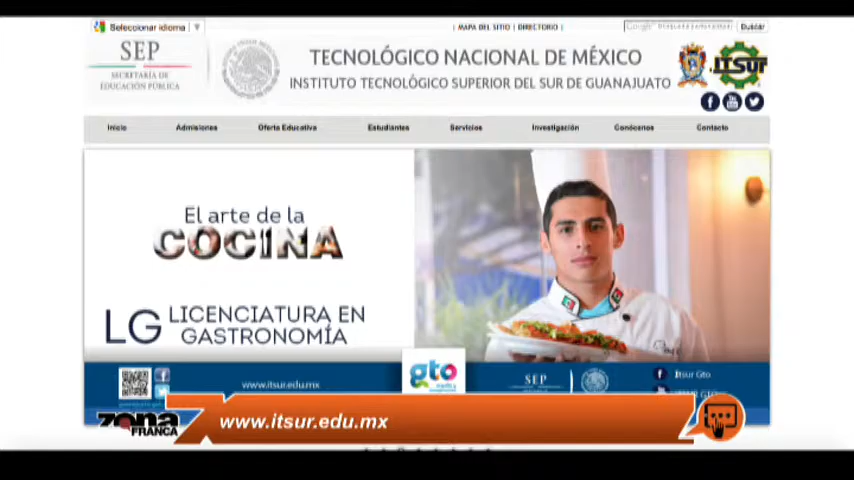 Seleccionar idioma
| MAPA DEL SITIO | DIRECTORIO |
Buscar
SEP
SECRETARÍA DE
EDUCACIÓN PÚBLICA
TECNOLÓGICO NACIONAL DE MÉXICO
INSTITUTO TECNOLÓGICO SUPERIOR DEL SUR DE GUANAJUATO
ITSUR
Inicio
Admisiones
Oferta Educativa
Estudiantes
Servicios
Investigación
Conócenos
Contacto
El arte de la
COCINA
LG LICENCIATURA EN
GASTRONOMÍA
gto
www.itsur.edu.mx
SEP
Itsur Gto
zona
FRANCA
www.itsur.edu.mx